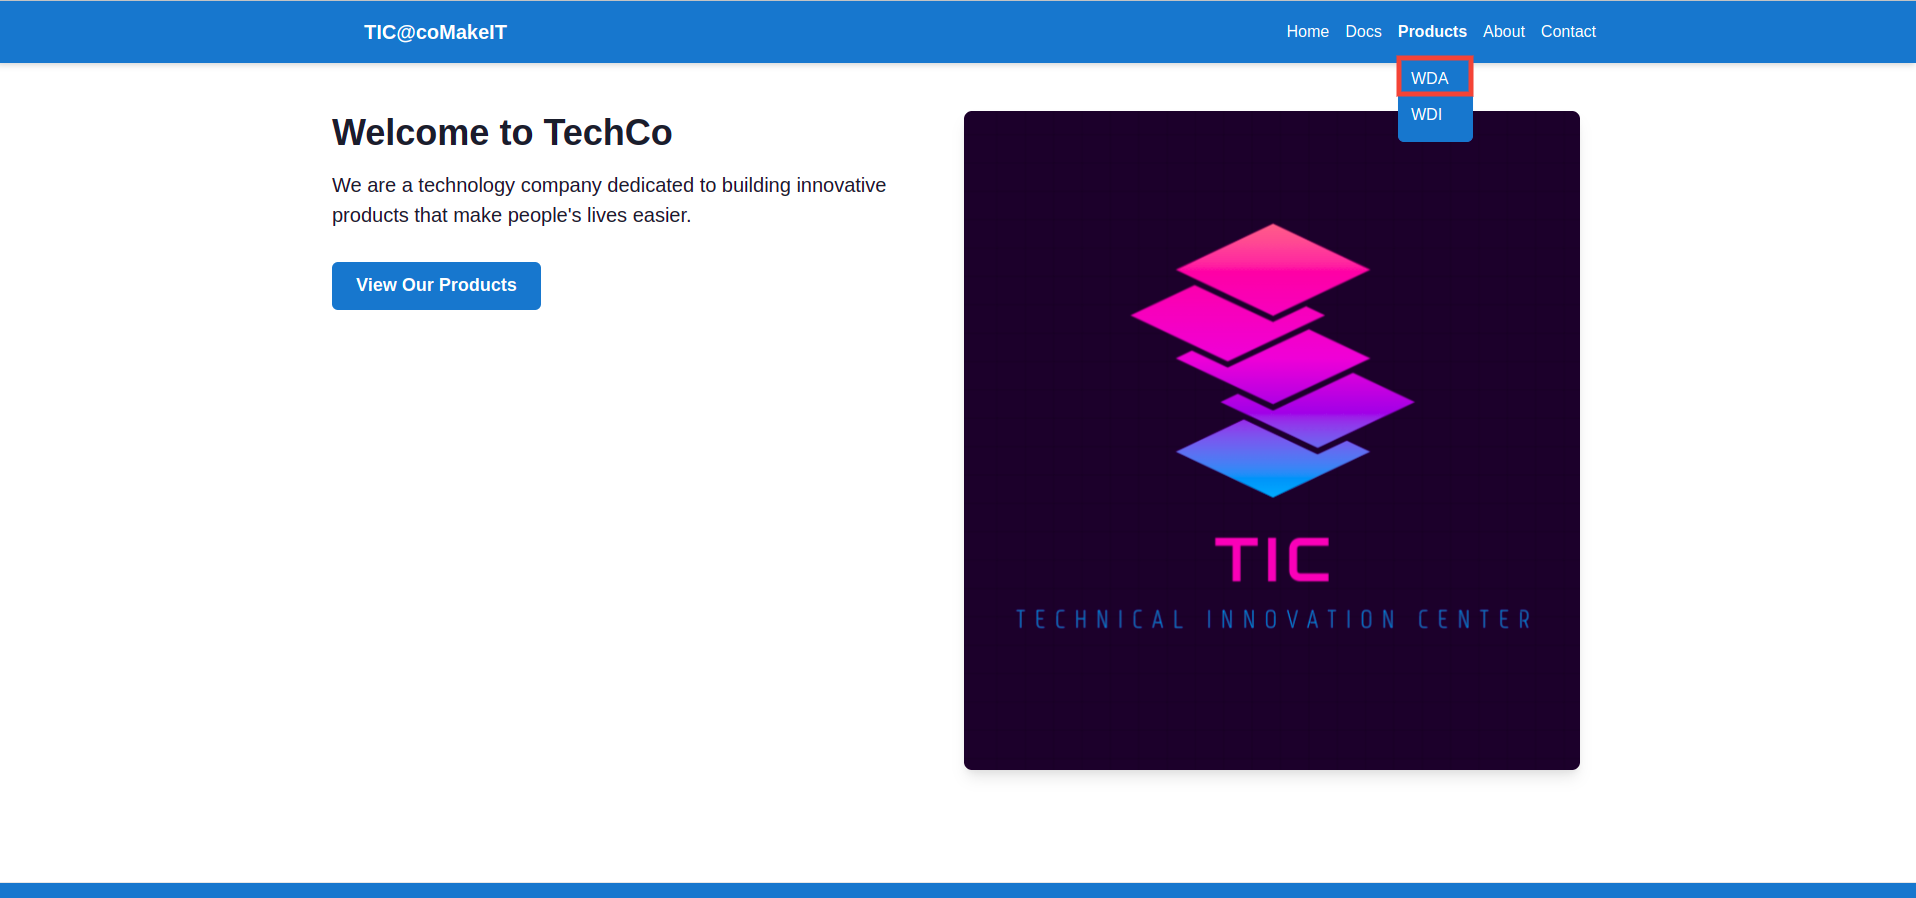 TIC@coMakeIT
Home Docs Products About Contact
WDA
WDI
Welcome to TechCo
We are a technology company dedicated to building innovative
products that make people's lives easier.
View Our Products
TIC
TECHNICAL INNOVATION CENTER